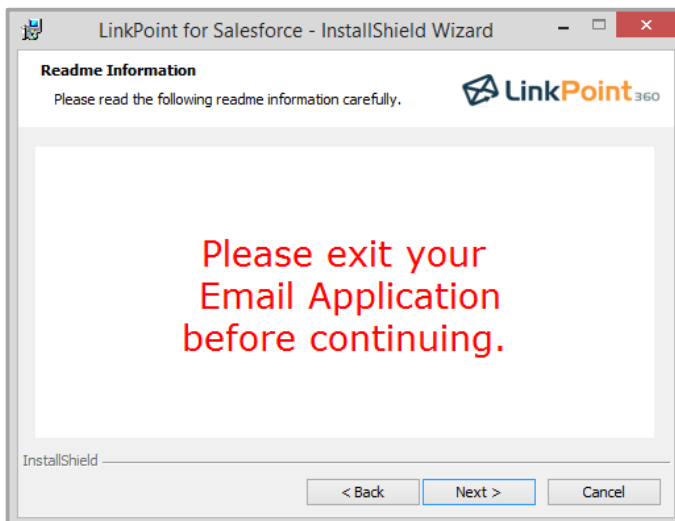 LinkPoint for Salesforce - InstallShield Wizard
Readme Information
Please read the following readme information carefully.
LinkPoint360
Please exit your
Email Application
before continuing.
InstallShield
< Back
Next >
Cancel